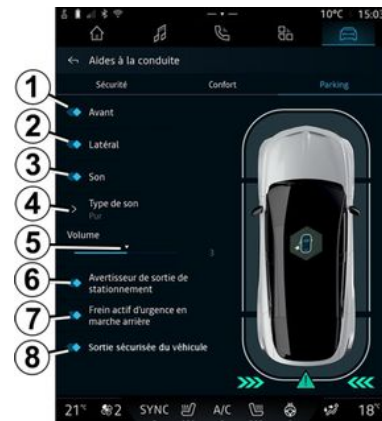 10°C 15:03
Aides à la conduite
Sécurité Confort Parking
1 Avant
2 Latéral
3 Son
4 Type de son
Pur
Volume
5
3
6 Avertisseur de sortie de
stationnement
7 Frein actif d'urgence en
marche arrière
8 Sortie sécurisée du véhicule
21°C 2 SYNC A/C 18°